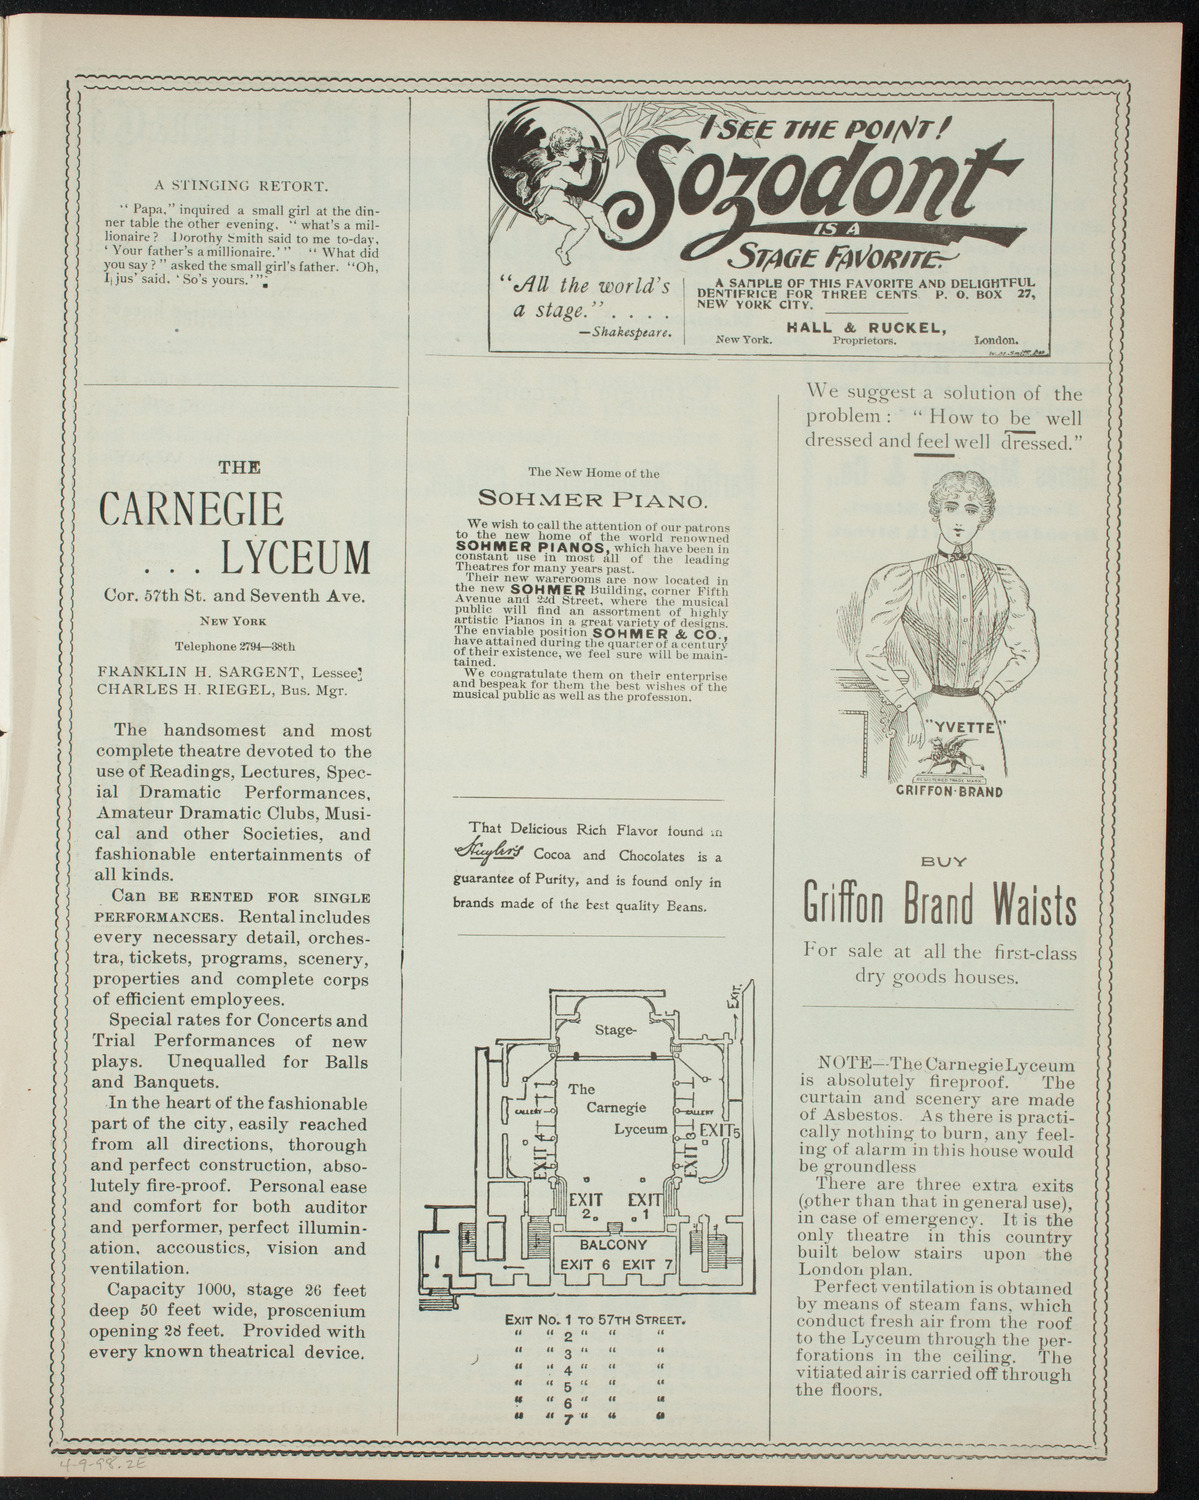 A STINGING RETORT.
“ Papa,” inquired a small girl at the din-
ner table the other evening, “ what's a mil-
lionaire ? Dorothy Smith said to me to-day,
‘ Your father's a millionaire.’ ” “ What did
you say ? ” asked the small girl's father. “Oh,
I jus' said, ‘ So's yours.’ ”
THE
CARNEGIE
. . . LYCEUM
Cor. 57th St. and Seventh Ave.
NEW YORK
Telephone 2794—38th
FRANKLIN H. SARGENT, Lessee
CHARLES H. RIEGEL, Bus. Mgr.
The handsomest and most
complete theatre devoted to the
use of Readings, Lectures, Spec-
ial Dramatic Performances,
Amateur Dramatic Clubs, Musi-
cal and other Societies, and
fashionable entertainments of
all kinds.
Can BE RENTED FOR SINGLE
PERFORMANCES. Rental includes
every necessary detail, orches-
tra, tickets, programs, scenery,
properties and complete corps
of efficient employees.
Special rates for Concerts and
Trial Performances of new
plays. Unequalled for Balls
and Banquets.
In the heart of the fashionable
part of the city, easily reached
from all directions, thorough
and perfect construction, abso-
lutely fire-proof. Personal ease
and comfort for both auditor
and performer, perfect illumin-
ation, accoustics, vision and
ventilation.
Capacity 1000, stage 26 feet
deep 50 feet wide, proscenium
opening 28 feet. Provided with
every known theatrical device.
I SEE THE POINT!
Sozodont
IS A
STAGE FAVORITE.
“All the world's
a stage.” . . . .
—Shakespeare.
A SAMPLE OF THIS FAVORITE AND DELIGHTFUL
DENTIFRICE FOR THREE CENTS P. O. BOX 27,
NEW YORK CITY.
HALL & RUCKEL,
New York. Proprietors. London.
The New Home of the
SOHMER PIANO.
We wish to call the attention of our patrons
to the new home of the world renowned
SOHMER PIANOS, which have been in
constant use in most all of the leading
Theatres for many years past.
Their new warerooms are now located in
the new SOHMER Building, corner Fifth
Avenue and 22d Street, where the musical
public will find an assortment of highly
artistic Pianos in a great variety of designs.
The enviable position SOHMER & CO.,
have attained during the quarter of a century
of their existence, we feel sure will be main-
tained.
We congratulate them on their enterprise
and bespeak for them the best wishes of the
musical public as well as the profession.
That Delicious Rich Flavor found in
Huyler's Cocoa and Chocolates is a
guarantee of Purity, and is found only in
brands made of the best quality Beans.
Stage-
EXIT.
The
Carnegie
Lyceum
GALLERY
GALLERY
EXIT 4
EXIT 3
EXIT 5
EXIT EXIT
2. 1
BALCONY
EXIT 6 EXIT 7
EXIT NO. 1 TO 57TH STREET.
“ “ 2 “ “ “
“ “ 3 “ “ “
“ “ 4 “ “ “
“ “ 5 “ “ “
“ “ 6 “ “ “
“ “ 7 “ “ “
We suggest a solution of the
problem : “ How to be well
dressed and feel well dressed.”
"YVETTE"
REGISTERED TRADE MARK
GRIFFON·BRAND
BUY
Griffon Brand Waists
For sale at all the first-class
dry goods houses.
NOTE—The Carnegie Lyceum
is absolutely fireproof. The
curtain and scenery are made
of Asbestos. As there is practi-
cally nothing to burn, any feel-
ing of alarm in this house would
be groundless
There are three extra exits
(other than that in general use),
in case of emergency. It is the
only theatre in this country
built below stairs upon the
London plan.
Perfect ventilation is obtained
by means of steam fans, which
conduct fresh air from the roof
to the Lyceum through the per-
forations in the ceiling. The
vitiated air is carried off through
the floors.
4-9-98.2E